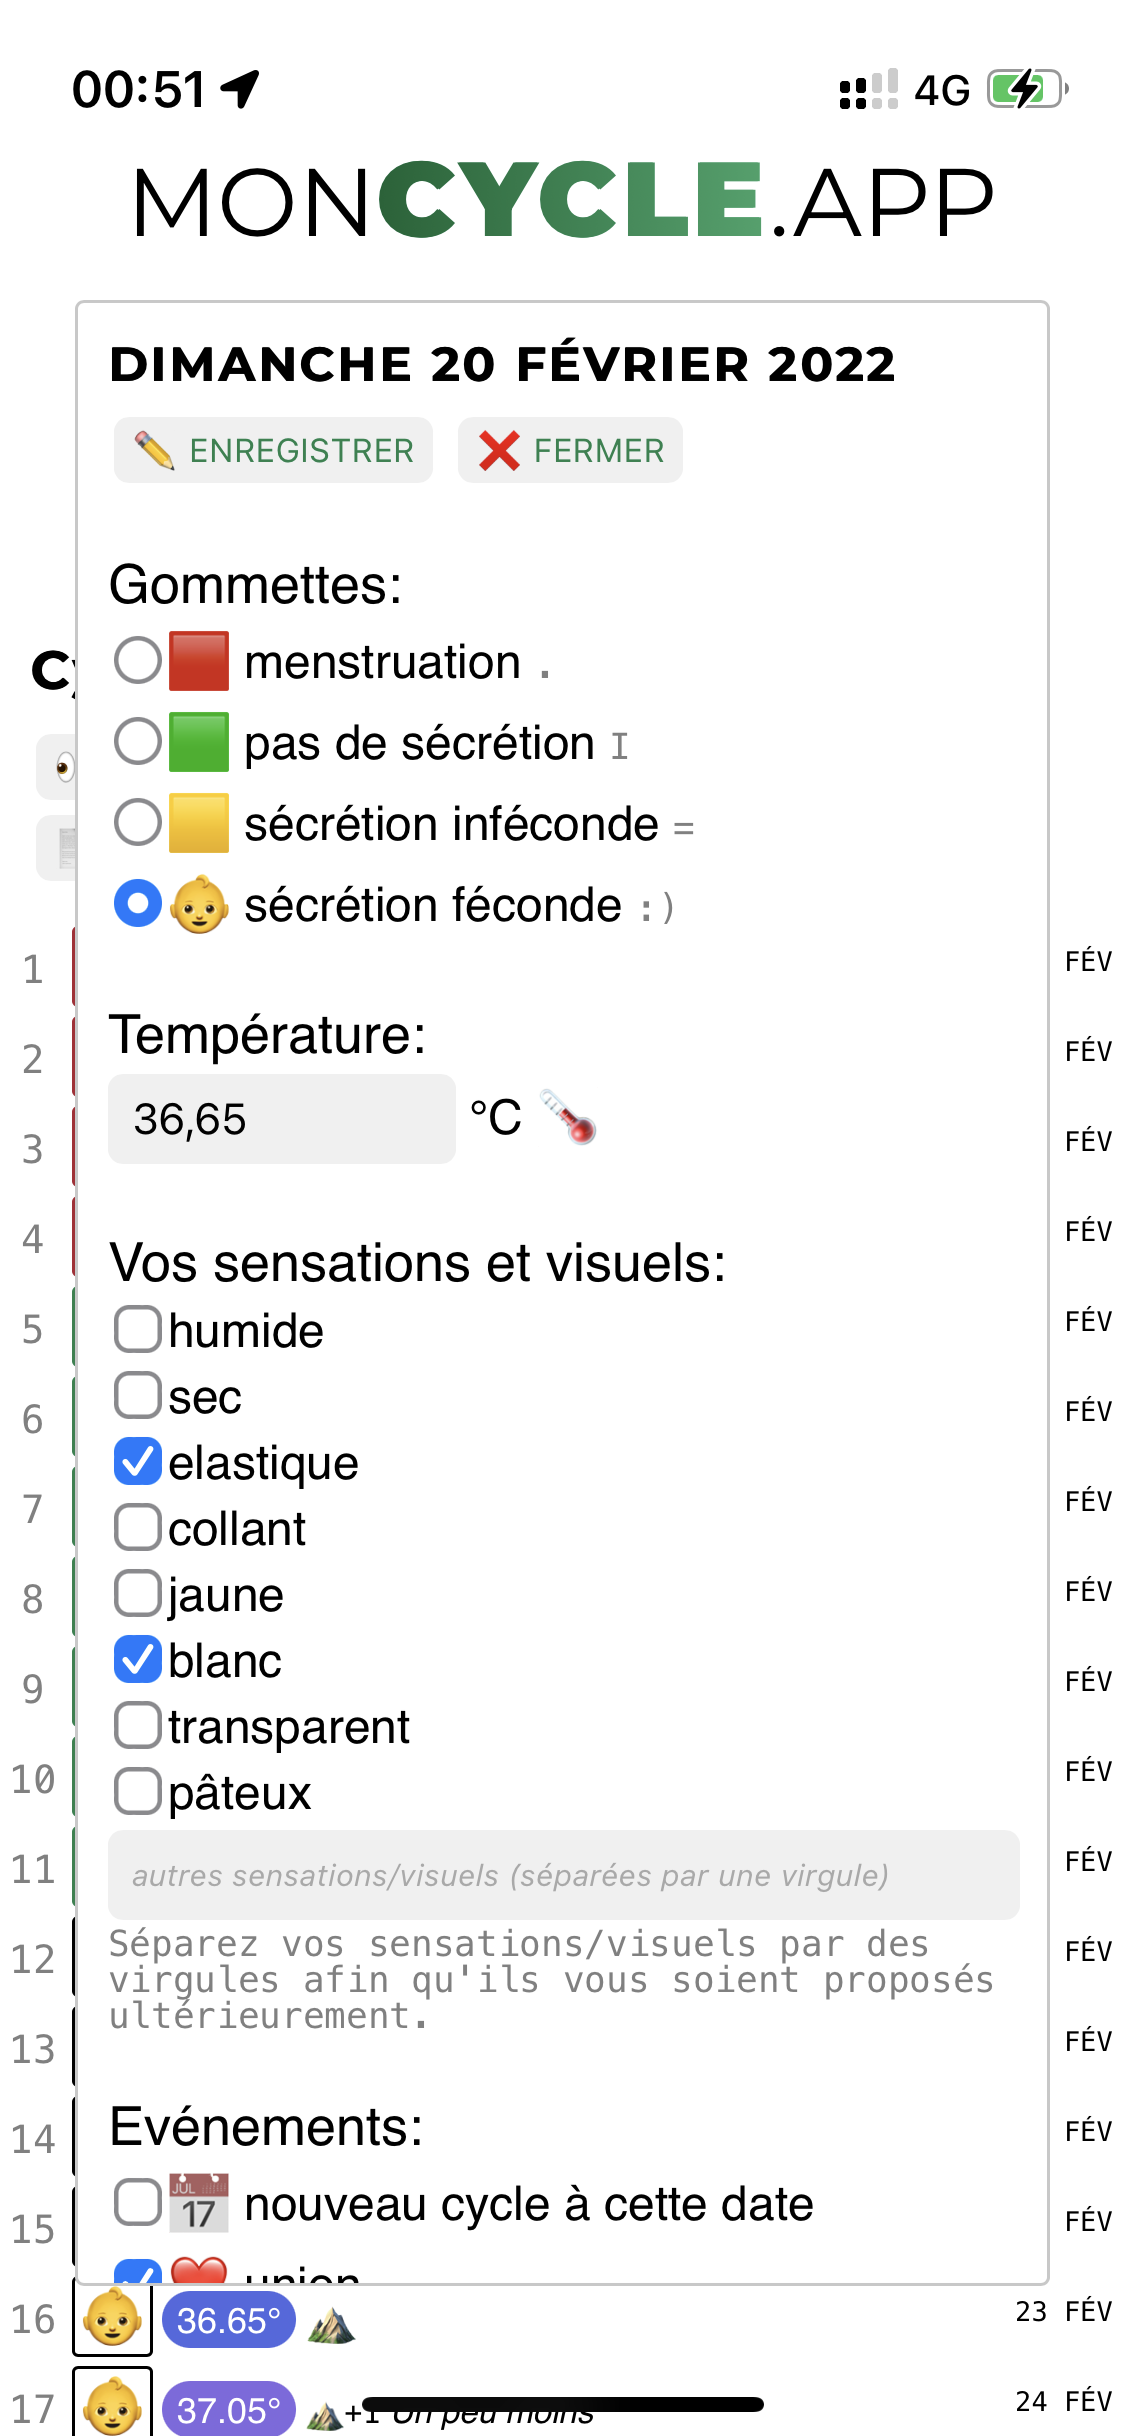 00:51 4G
MONCYCLE.APP
DIMANCHE 20 FÉVRIER 2022
ENREGISTRER FERMER
Gommettes:
menstruation .
pas de sécrétion I
sécrétion inféconde =
sécrétion féconde :)
Température:
36,65 °C
Vos sensations et visuels:
humide
sec
elastique
collant
jaune
blanc
transparent
pâteux
autres sensations/visuels (séparées par une virgule)
Séparez vos sensations/visuels par des
virgules afin qu'ils vous soient proposés
ultérieurement.
Evénements:
JUL
17 nouveau cycle à cette date
union
1 FÉV
2 FÉV
3 FÉV
4 FÉV
5 FÉV
6 FÉV
7 FÉV
8 FÉV
9 FÉV
10 FÉV
11 FÉV
12 FÉV
13 FÉV
14 FÉV
15 FÉV
16 36.65° 23 FÉV
17 37.05° +1 Un peu moins 24 FÉV